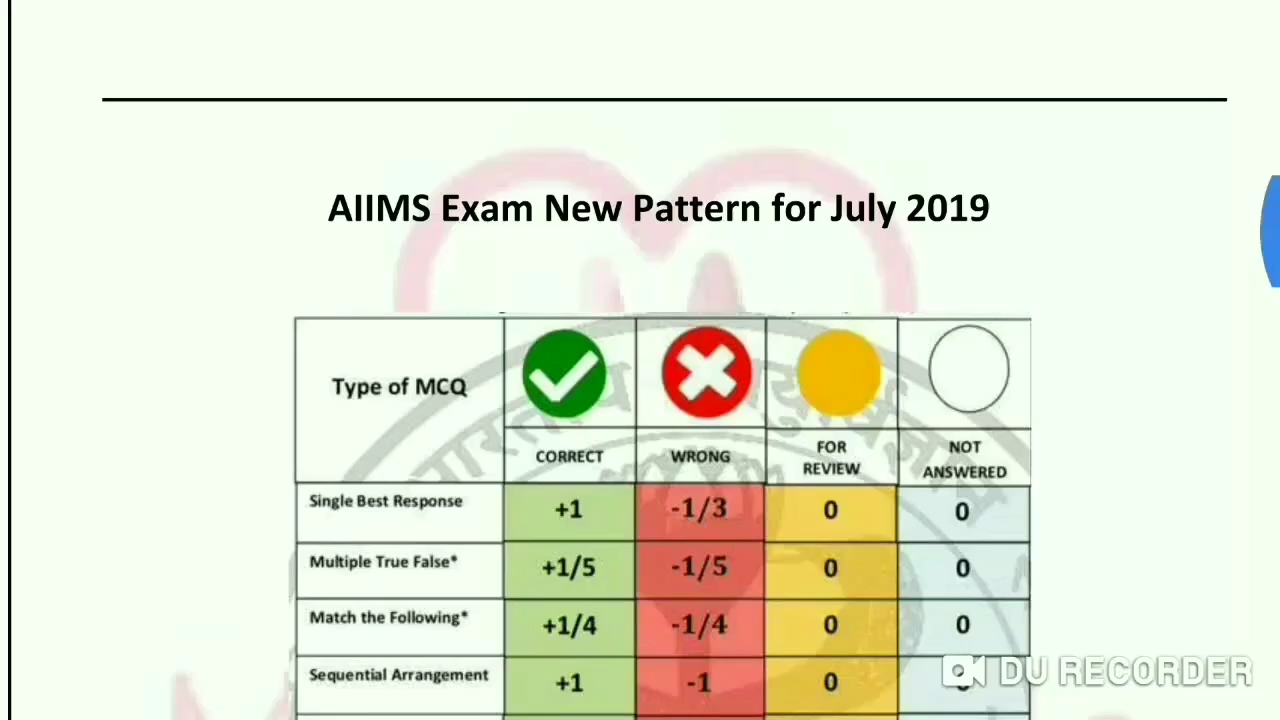 AIIMS Exam New Pattern for July 2019
Type of MCQ
CORRECT
WRONG
FOR
REVIEW
NOT
ANSWERED
Single Best Response +1 -1/3 0 0
Multiple True False* +1/5 -1/5 0 0
Match the Following* +1/4 -1/4 0 0
Sequential Arrangement +1 -1 0 0
DU RECORDER